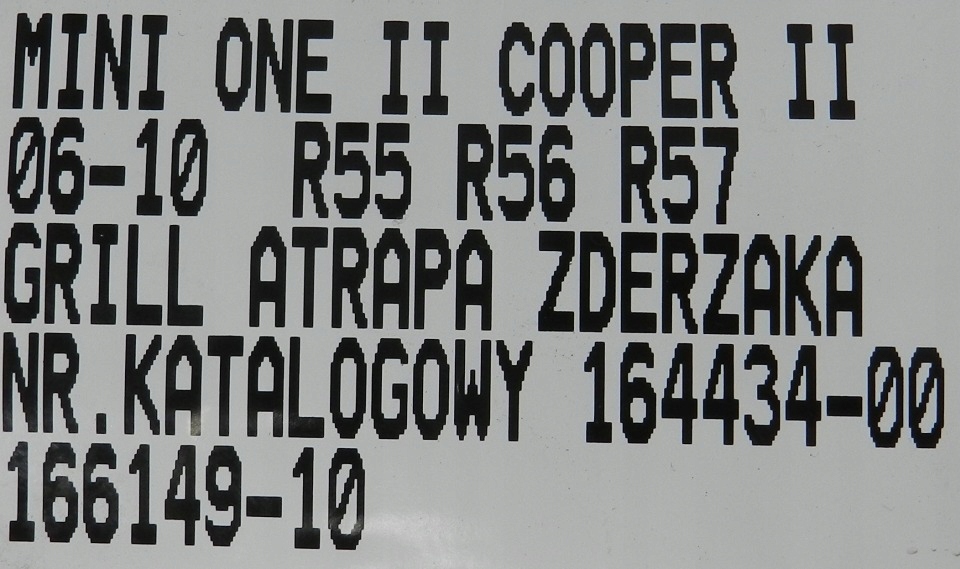 MINI ONE II COOPER II
06-10 R55 R56 R57
GRILL ATRAPA ZDERZAKA
NR.KATALOGOWY 164434-00
166149-10